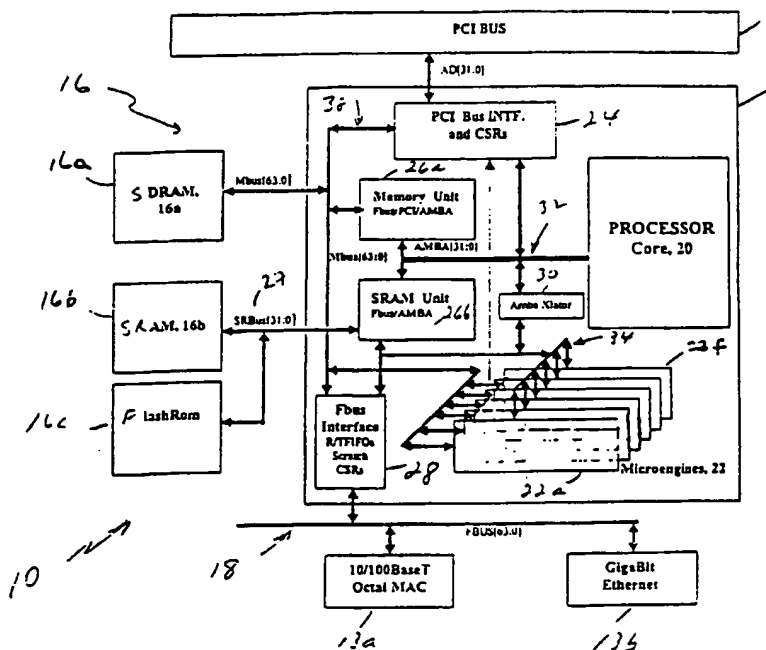 PCI BUS
AD[31:0]
16
38
PCI Bus INTF.
and CSRs
24
16a
SDRAM,
16a
Mbus[63:0]
26a
Memory Unit
Fbus/PCI/AMBA
32
PROCESSOR
Core, 20
AMBA[31:0]
Mbus[63:0]
30
16b
SRAM, 16b
27
SRBus[31:0]
SRAM Unit
Fbus/AMBA
26b
Amba Xlator
34
22f
16c
FlashRom
Fbus
Interface
R/TFIFOs
Scratch
CSRs
28
Microengines, 22
22a
10
18
FBUS[63:0]
10/100BaseT
Octal MAC
13a
GigaBit
Ethernet
13b